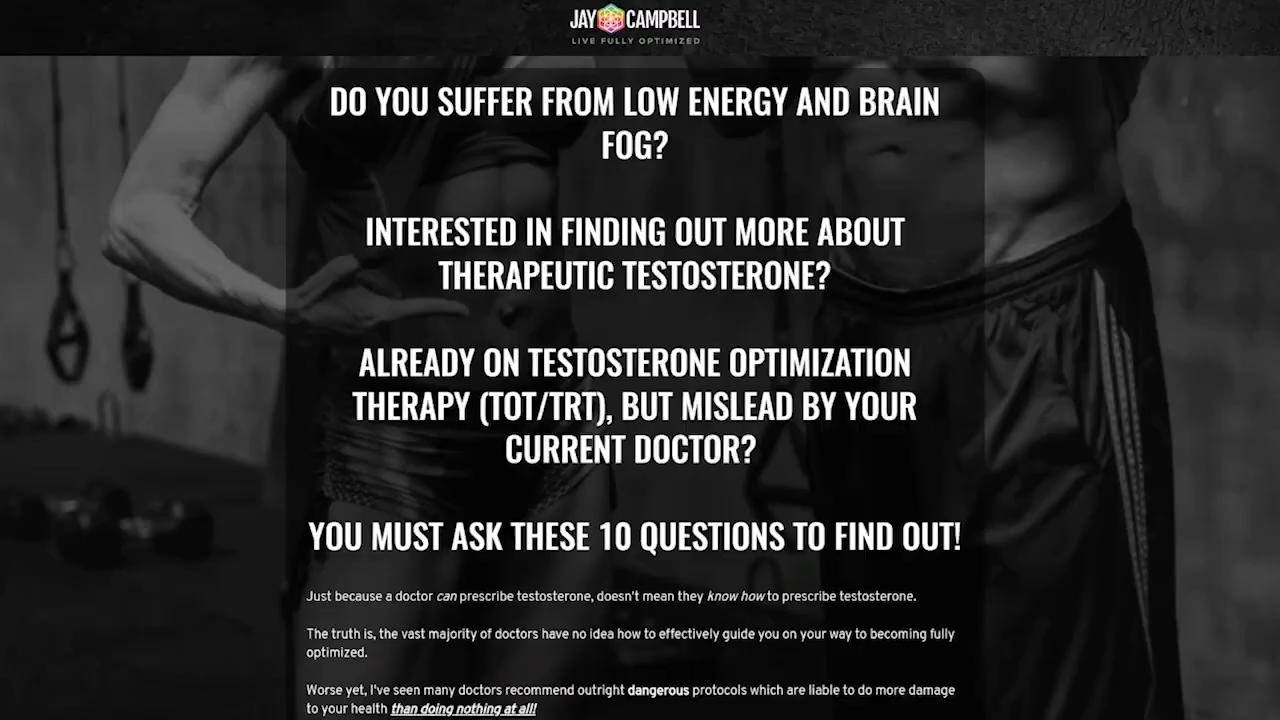 JAY CAMPBELL
LIVE FULLY OPTIMIZED
DO YOU SUFFER FROM LOW ENERGY AND BRAIN
FOG?
INTERESTED IN FINDING OUT MORE ABOUT
THERAPEUTIC TESTOSTERONE?
ALREADY ON TESTOSTERONE OPTIMIZATION
THERAPY (TOT/TRT), BUT MISLEAD BY YOUR
CURRENT DOCTOR?
YOU MUST ASK THESE 10 QUESTIONS TO FIND OUT!
Just because a doctor can prescribe testosterone, doesn't mean they know how to prescribe testosterone.
The truth is, the vast majority of doctors have no idea how to effectively guide you on your way to becoming fully
optimized.
Worse yet, I've seen many doctors recommend outright dangerous protocols which are liable to do more damage
to your health than doing nothing at all!